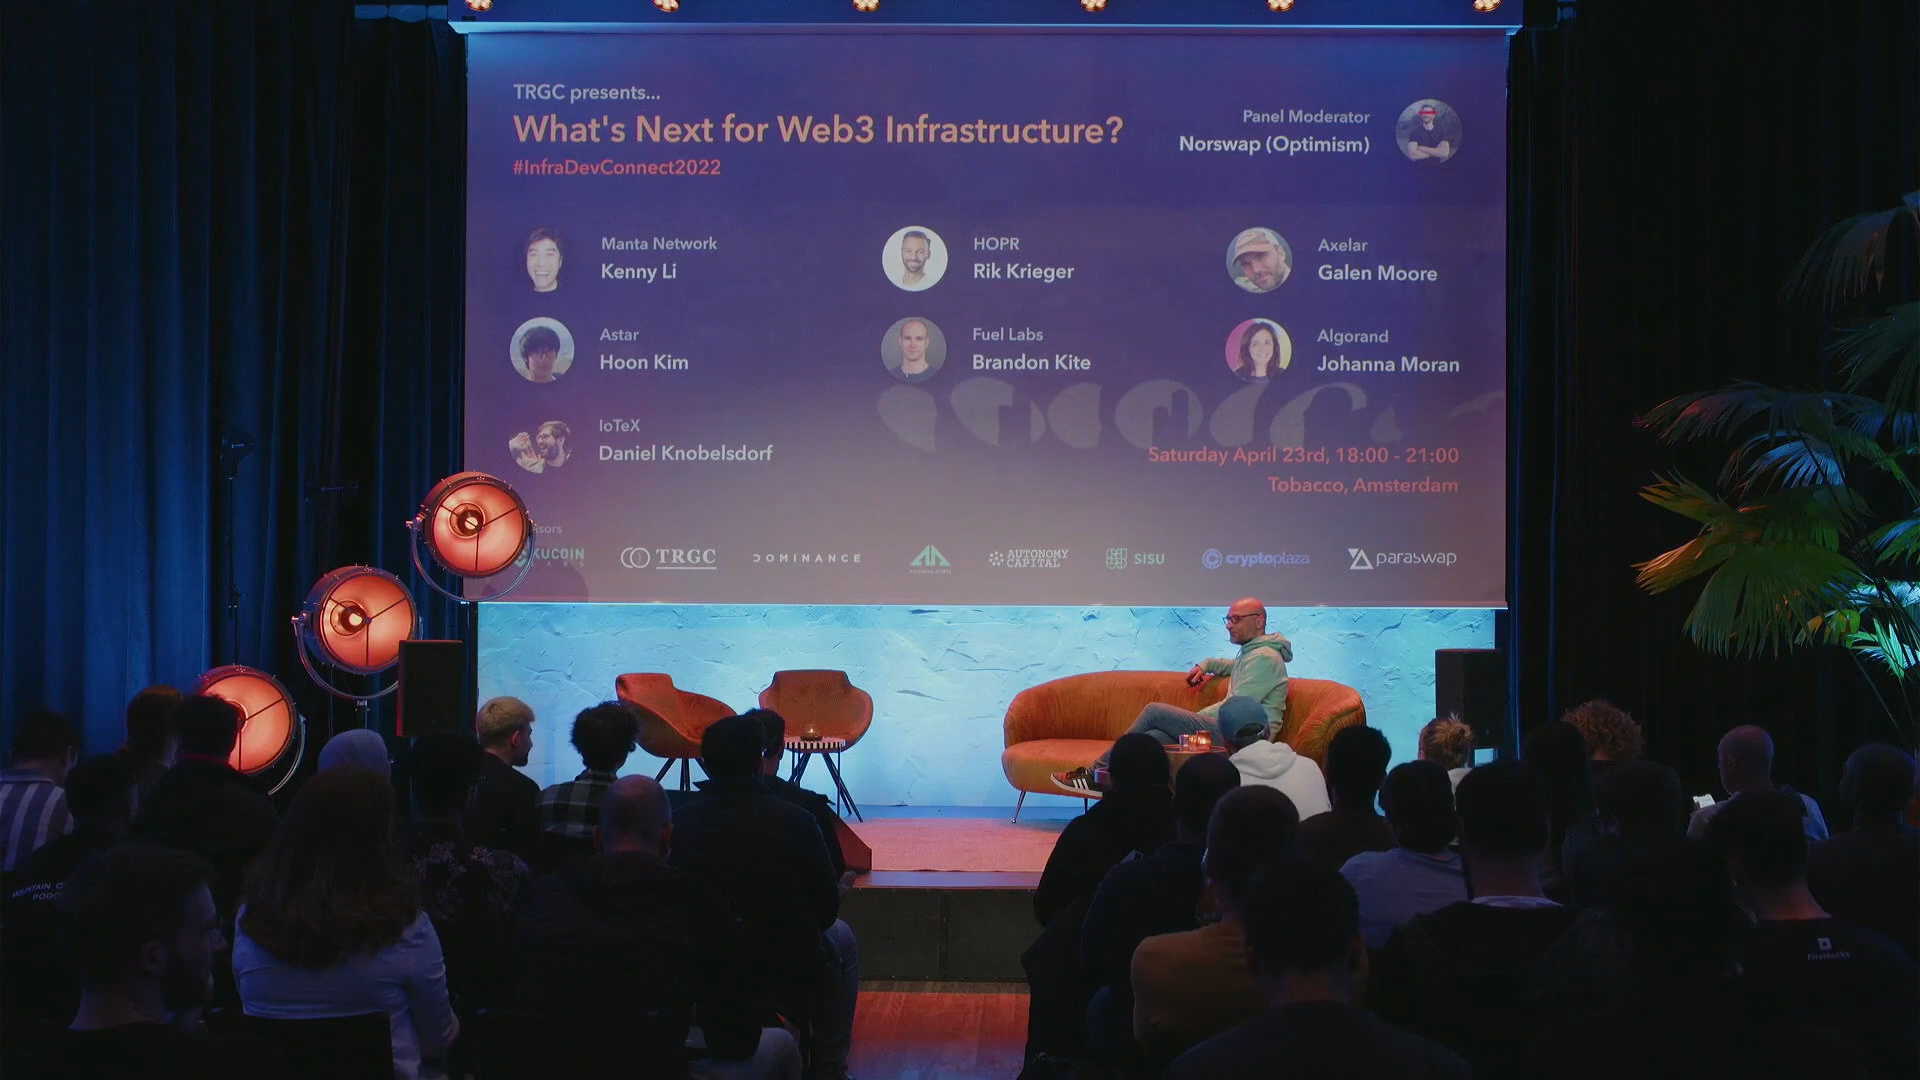 TRGC presents...
What's Next for Web3 Infrastructure?
#InfraDevConnect2022
Panel Moderator
Norswap (Optimism)
Manta Network
Kenny Li
HOPR
Rik Krieger
Axelar
Galen Moore
Astar
Hoon Kim
Fuel Labs
Brandon Kite
Algorand
Johanna Moran
IoTeX
Daniel Knobelsdorf
Saturday April 23rd, 18:00 - 21:00
Tobacco, Amsterdam
KUCOIN
LABS
TRGC
DOMINANCE
AUTONOMY
CAPITAL
SISU
cryptoplaza
paraswap
Fireblocks